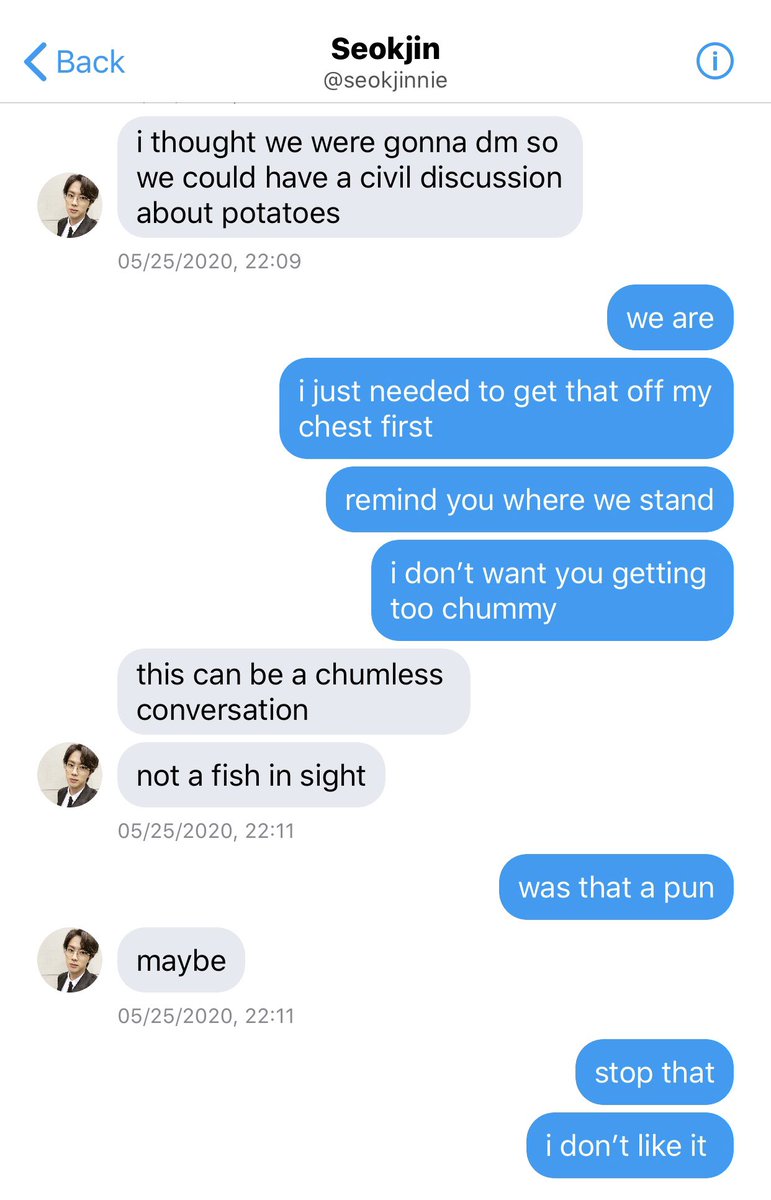 Back
Seokjin
@seokjinnie
i thought we were gonna dm so
we could have a civil discussion
about potatoes
05/25/2020, 22:09
we are
i just needed to get that off my
chest first
remind you where we stand
i don’t want you getting
too chummy
this can be a chumless
conversation
not a fish in sight
05/25/2020, 22:11
was that a pun
maybe
05/25/2020, 22:11
stop that
i don’t like it